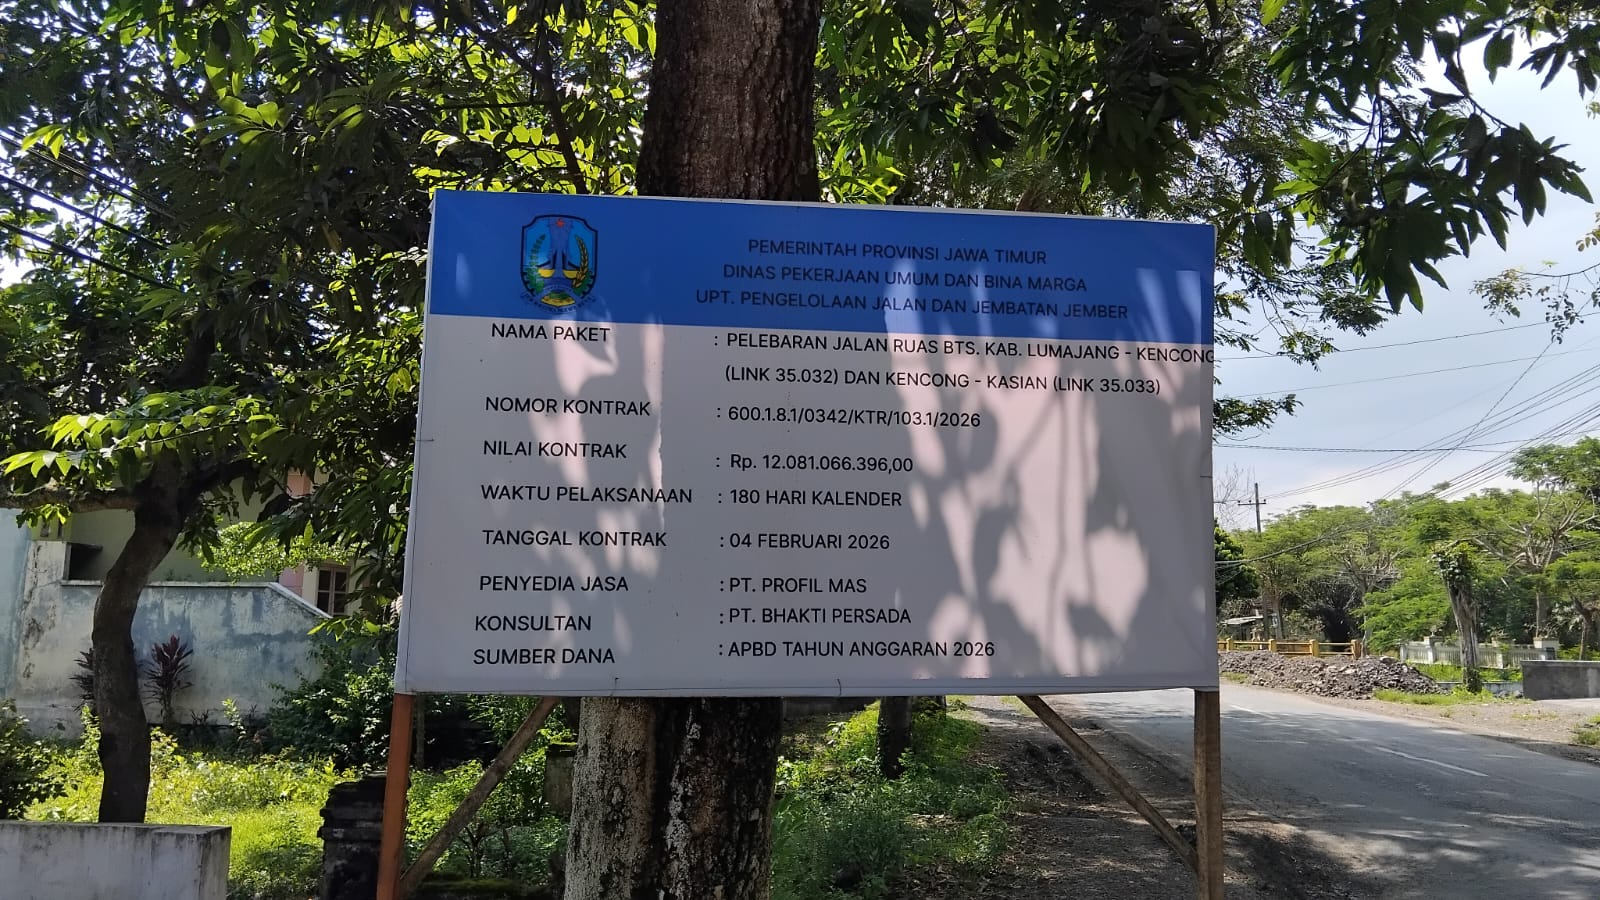 PEMERINTAH PROVINSI JAWA TIMUR
DINAS PEKERJAAN UMUM DAN BINA MARGA
UPT. PENGELOLAAN JALAN DAN JEMBATAN JEMBER
NAMA PAKET : PELEBARAN JALAN RUAS BTS. KAB. LUMAJANG - KENCONG
(LINK 35.032) DAN KENCONG - KASIAN (LINK 35.033)
NOMOR KONTRAK : 600.1.8.1/0342/KTR/103.1/2026
NILAI KONTRAK : Rp. 12.081.066.396,00
WAKTU PELAKSANAAN : 180 HARI KALENDER
TANGGAL KONTRAK : 04 FEBRUARI 2026
PENYEDIA JASA : PT. PROFIL MAS
KONSULTAN : PT. BHAKTI PERSADA
SUMBER DANA : APBD TAHUN ANGGARAN 2026